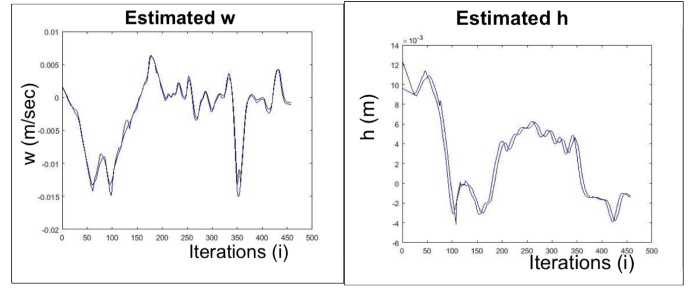 Estimated w
w (m/sec)
0.01
0.005
0
-0.005
-0.01
-0.015
-0.02
0 50 100 150 200 250 300 350 400 450 500
Iterations (i)
Estimated h
× 10⁻³
h (m)
14
12
10
8
6
4
2
0
-2
-4
-6
0 50 100 150 200 250 300 350 400 450 500
Iterations (i)